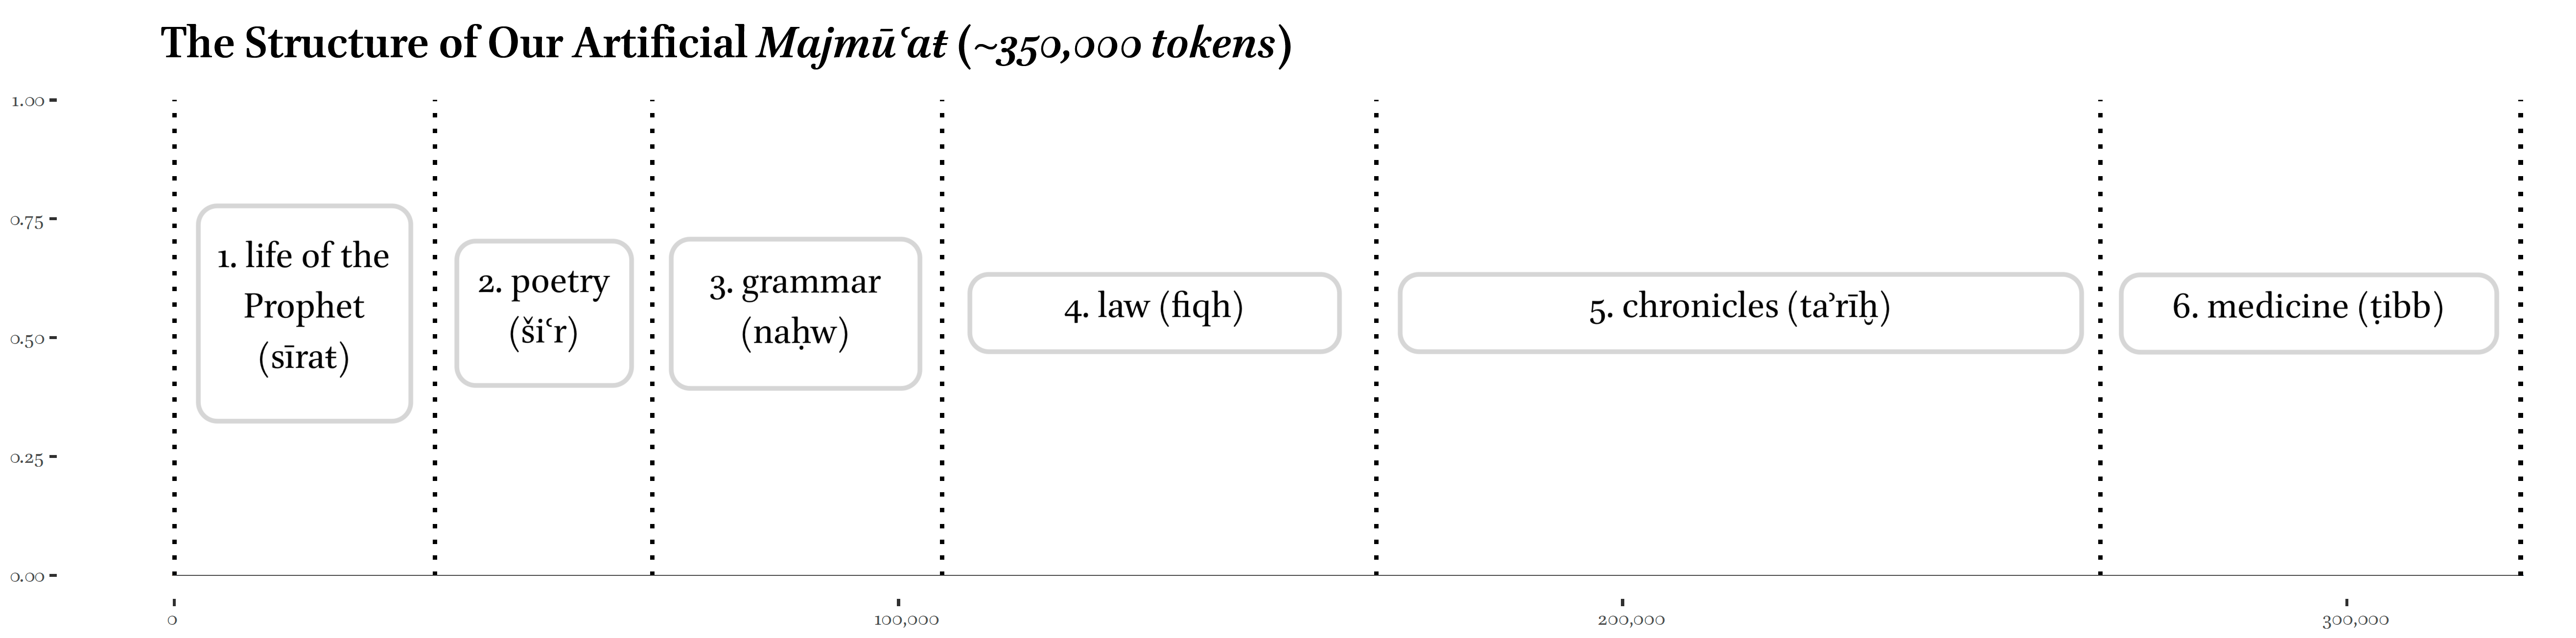 The Structure of Our Artificial Majmūʿaŧ (~350,000 tokens)
1.00
0.75
0.50
0.25
0.00
1. life of the
Prophet
(sīraŧ)
2. poetry
(šiʿr)
3. grammar
(naḥw)
4. law (fiqh)
5. chronicles (taʾrīḫ)
6. medicine (ṭibb)
0
100,000
200,000
300,000